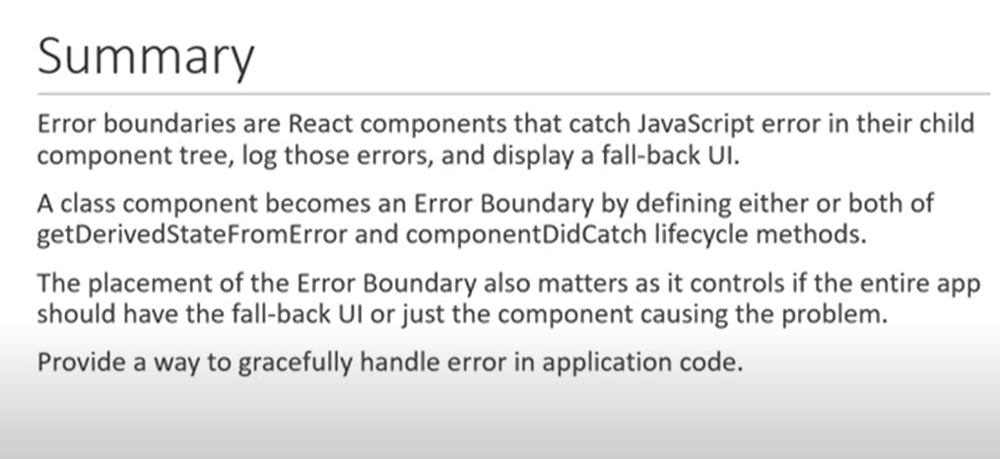 Summary
Error boundaries are React components that catch JavaScript error in their child
component tree, log those errors, and display a fall-back UI.
A class component becomes an Error Boundary by defining either or both of
getDerivedStateFromError and componentDidCatch lifecycle methods.
The placement of the Error Boundary also matters as it controls if the entire app
should have the fall-back UI or just the component causing the problem.
Provide a way to gracefully handle error in application code.